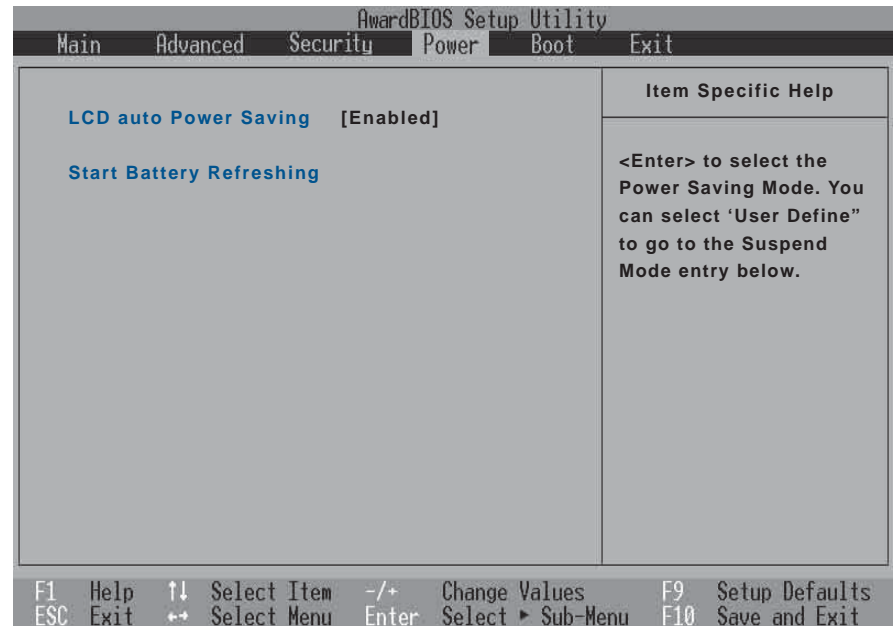 AwardBIOS Setup Utility
Main Advanced Security Power Boot Exit
LCD auto Power Saving [Enabled]
Start Battery Refreshing
Item Specific Help
<Enter> to select the
Power Saving Mode. You
can select ‘User Define”
to go to the Suspend
Mode entry below.
F1 Help ↑↓ Select Item -/+ Change Values F9 Setup Defaults
ESC Exit ←→ Select Menu Enter Select ▸ Sub-Menu F10 Save and Exit